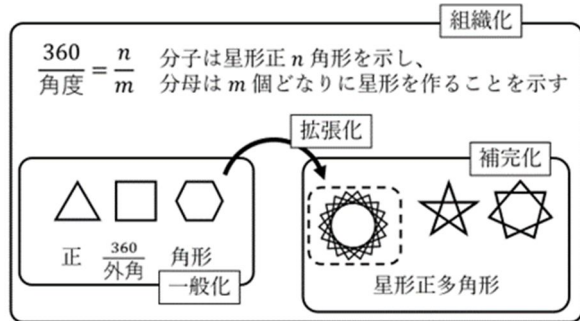 組織化
360/角度 = n/m
分子は星形正 n 角形を示し、
分母は m 個どなりに星形を作ることを示す
拡張化
補完化
正 360/外角 角形
一般化
星形正多角形